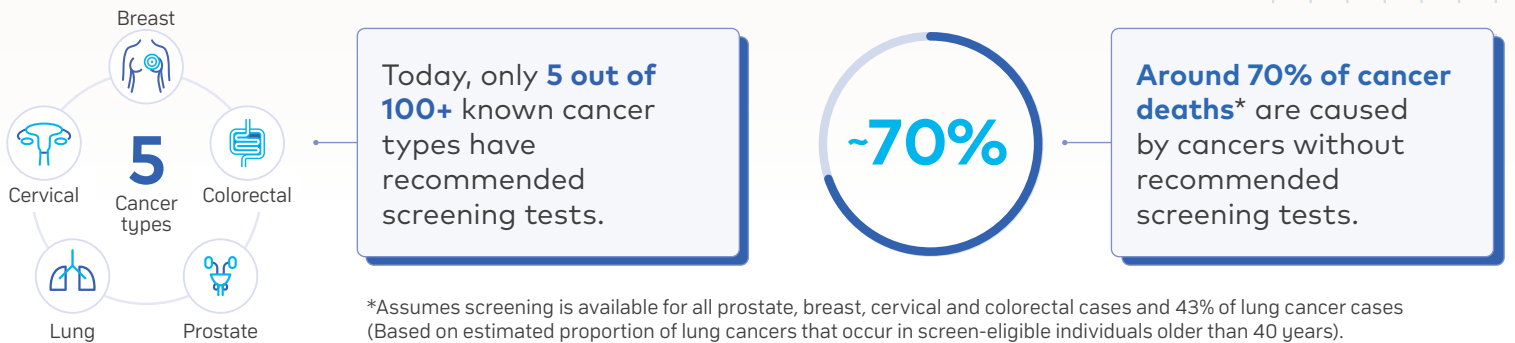 Breast
Cervical
5
Cancer
types
Colorectal
Lung
Prostate
Today, only 5 out of
100+ known cancer
types have
recommended
screening tests.
~70%
Around 70% of cancer
deaths* are caused
by cancers without
recommended
screening tests.
*Assumes screening is available for all prostate, breast, cervical and colorectal cases and 43% of lung cancer cases
(Based on estimated proportion of lung cancers that occur in screen-eligible individuals older than 40 years).